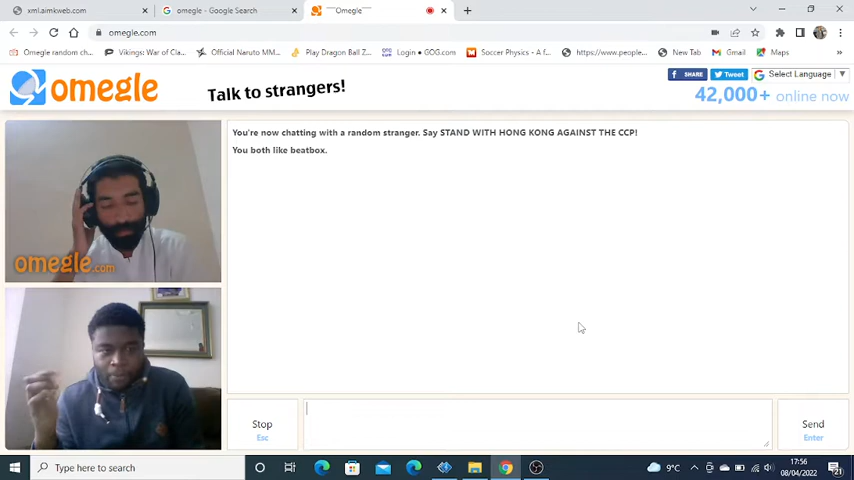 xml.aimkweb.com
omegle - Google Search
Omegle
omegle.com
Omegle random ch...
Vikings: War of Cla...
Official Naruto MM...
Play Dragon Ball Z...
Login • GOG.com
Soccer Physics - A f...
https://www.people...
New Tab
Gmail
Maps
omegle
Talk to strangers!
SHARE
Tweet
Select Language
42,000+ online now
You're now chatting with a random stranger. Say STAND WITH HONG KONG AGAINST THE CCP!
You both like beatbox.
omegle.com
Stop
Esc
Send
Enter
Type here to search
9°C
17:56
08/04/2022
21